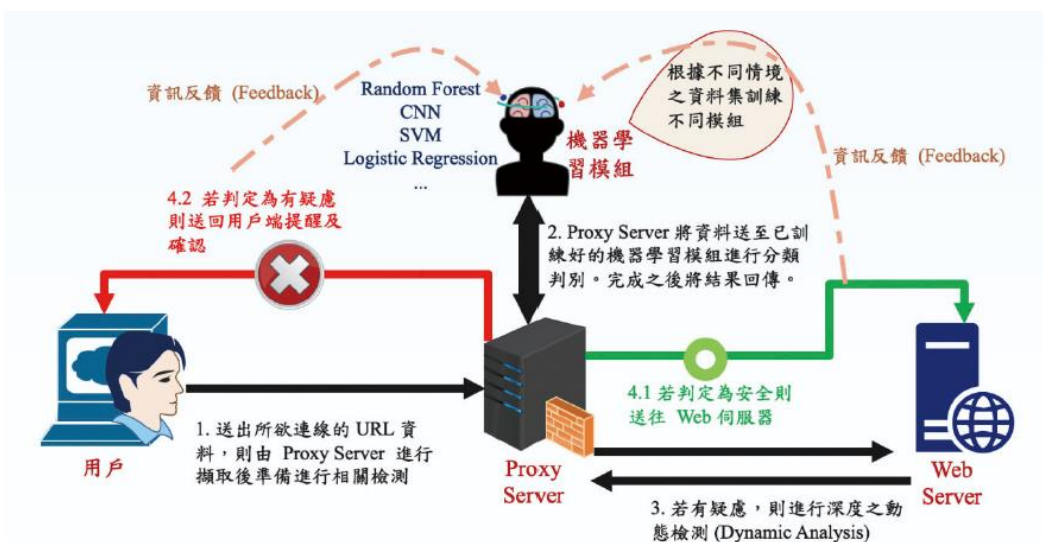 資訊反饋 (Feedback)
Random Forest
CNN
SVM
Logistic Regression
...
機器學
習模組
根據不同情境
之資料集訓練
不同模組
資訊反饋 (Feedback)
4.2 若判定為有疑慮
則送回用戶端提醒及
確認
2. Proxy Server 將資料送至已訓
練好的機器學習模組進行分類
判別。完成之後將結果回傳。
4.1 若判定為安全則
送往 Web 伺服器
1. 送出所欲連線的 URL 資
料，則由 Proxy Server 進行
擷取後準備進行相關檢測
用戶
Proxy
Server
Web
Server
3. 若有疑慮，則進行深度之動
態檢測 (Dynamic Analysis)